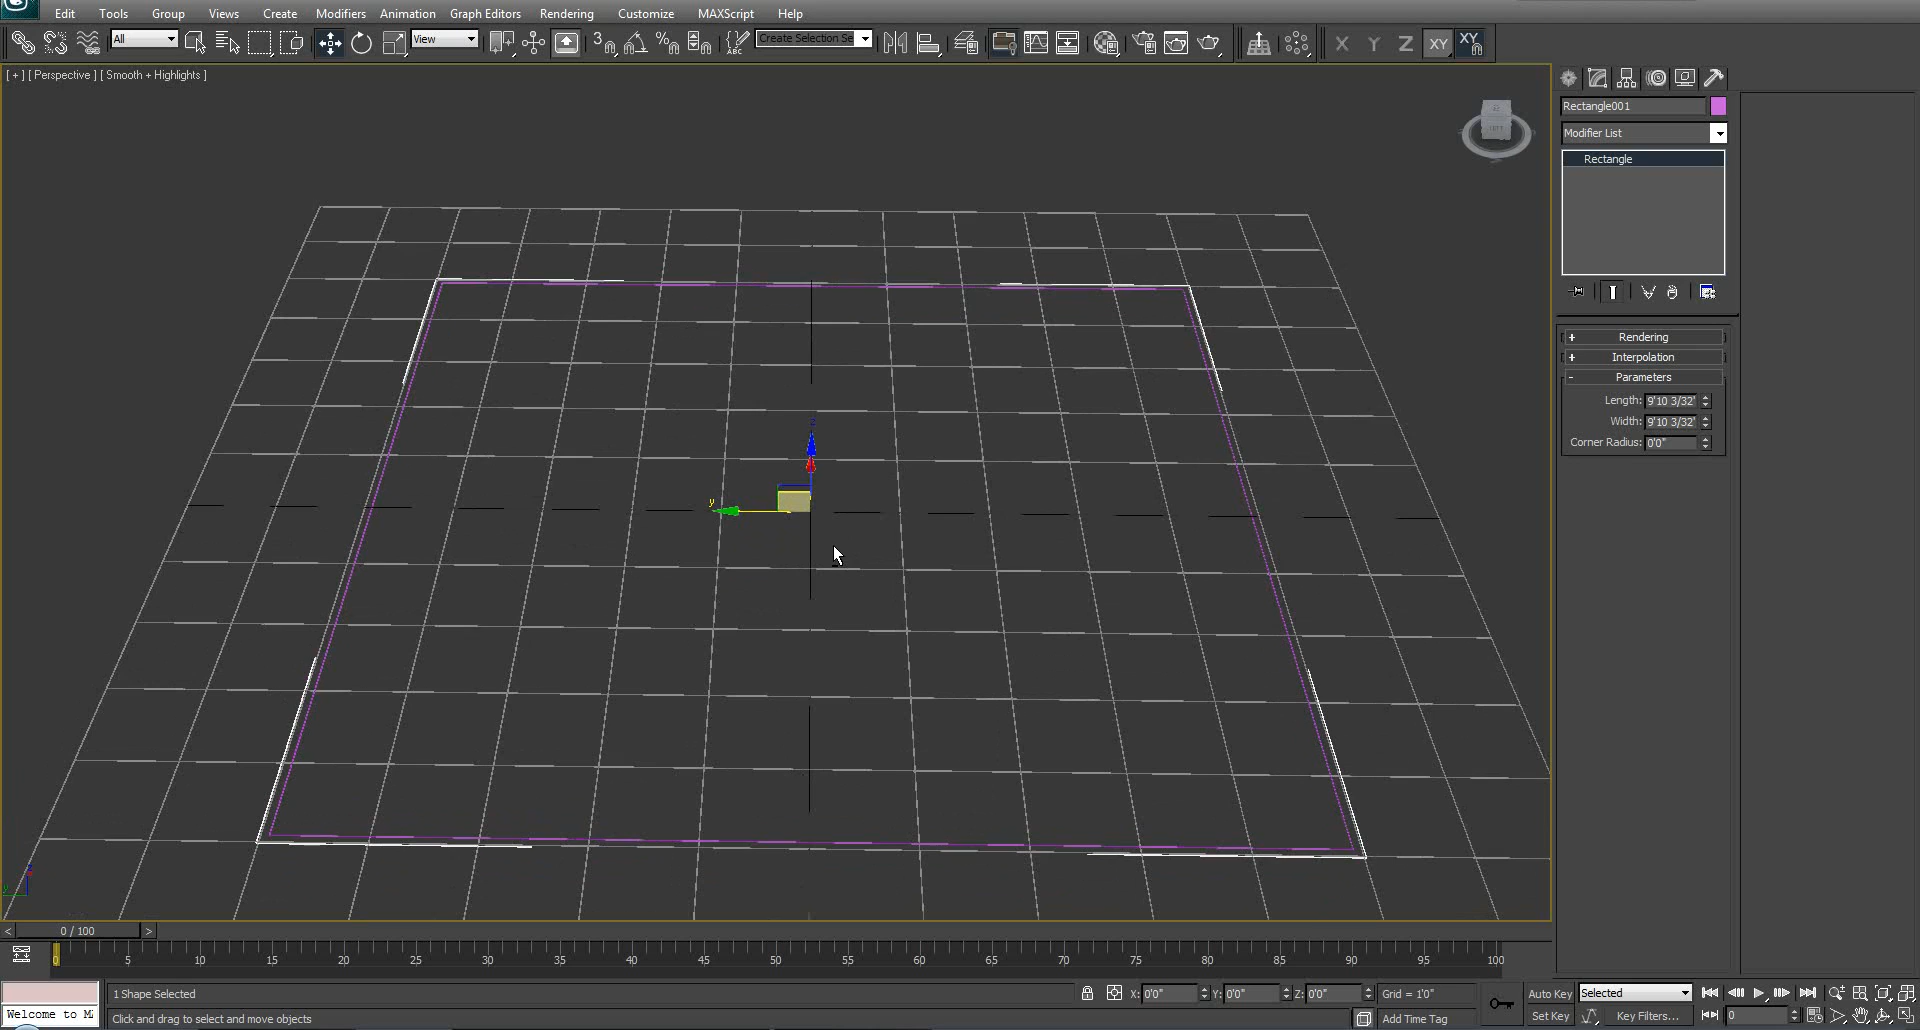 Edit Tools Group Views Create Modifiers Animation Graph Editors Rendering Customize MAXScript Help
All View 3 % ABC Create Selection Se X Y Z XY XY
[ + ] [ Perspective ] [ Smooth + Highlights ]
Rectangle001
Modifier List
Rectangle
+ Rendering
+ Interpolation
- Parameters
Length: 9'10 3/32"
Width: 9'10 3/32"
Corner Radius: 0'0"
y
< 0 / 100 >
0 5 10 15 20 25 30 35 40 45 50 55 60 65 70 75 80 85 90 95 100
1 Shape Selected X: 0'0" Y: 0'0" Z: 0'0" Grid = 1'0" Auto Key Selected
Welcome to M Click and drag to select and move objects Add Time Tag Set Key Key Filters... 0